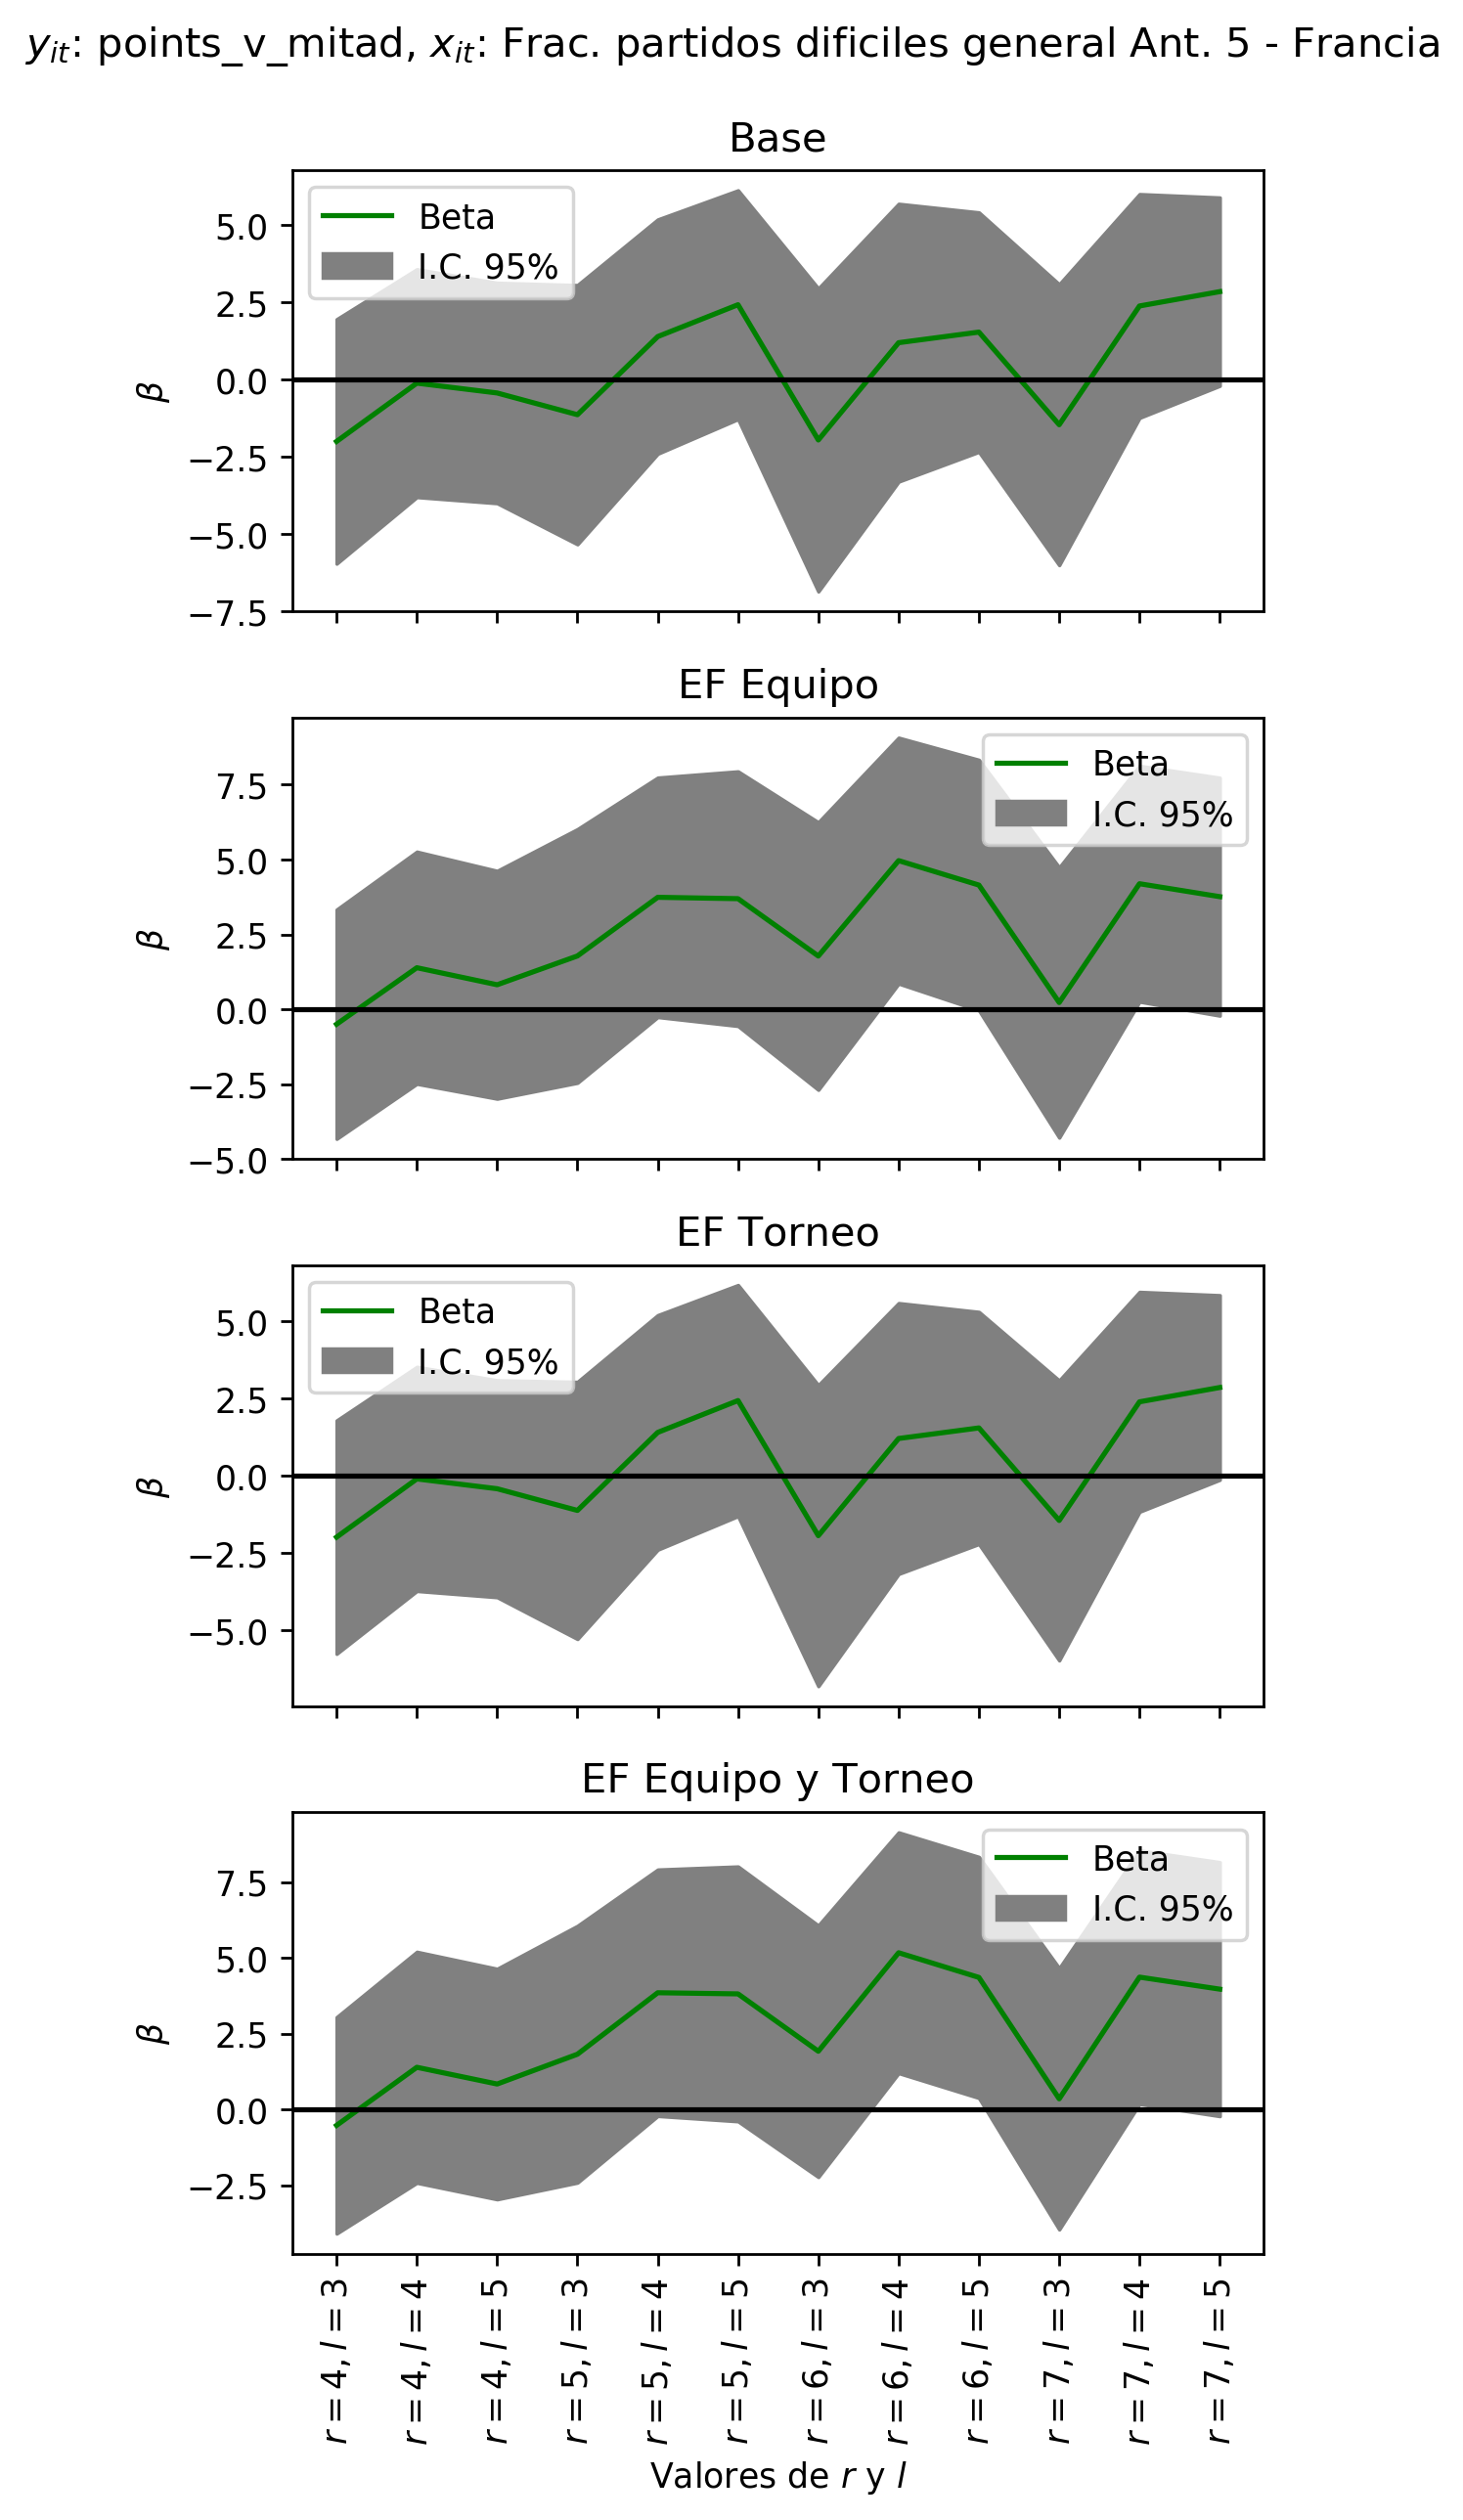 y_it: points_v_mitad, x_it: Frac. partidos dificiles general Ant. 5 - Francia
Base
Beta
I.C. 95%
5.0
2.5
0.0
−2.5
−5.0
−7.5
β
EF Equipo
Beta
I.C. 95%
7.5
5.0
2.5
0.0
−2.5
−5.0
β
EF Torneo
Beta
I.C. 95%
5.0
2.5
0.0
−2.5
−5.0
β
EF Equipo y Torneo
Beta
I.C. 95%
7.5
5.0
2.5
0.0
−2.5
β
r = 4, l = 3
r = 4, l = 4
r = 4, l = 5
r = 5, l = 3
r = 5, l = 4
r = 5, l = 5
r = 6, l = 3
r = 6, l = 4
r = 6, l = 5
r = 7, l = 3
r = 7, l = 4
r = 7, l = 5
Valores de r y l